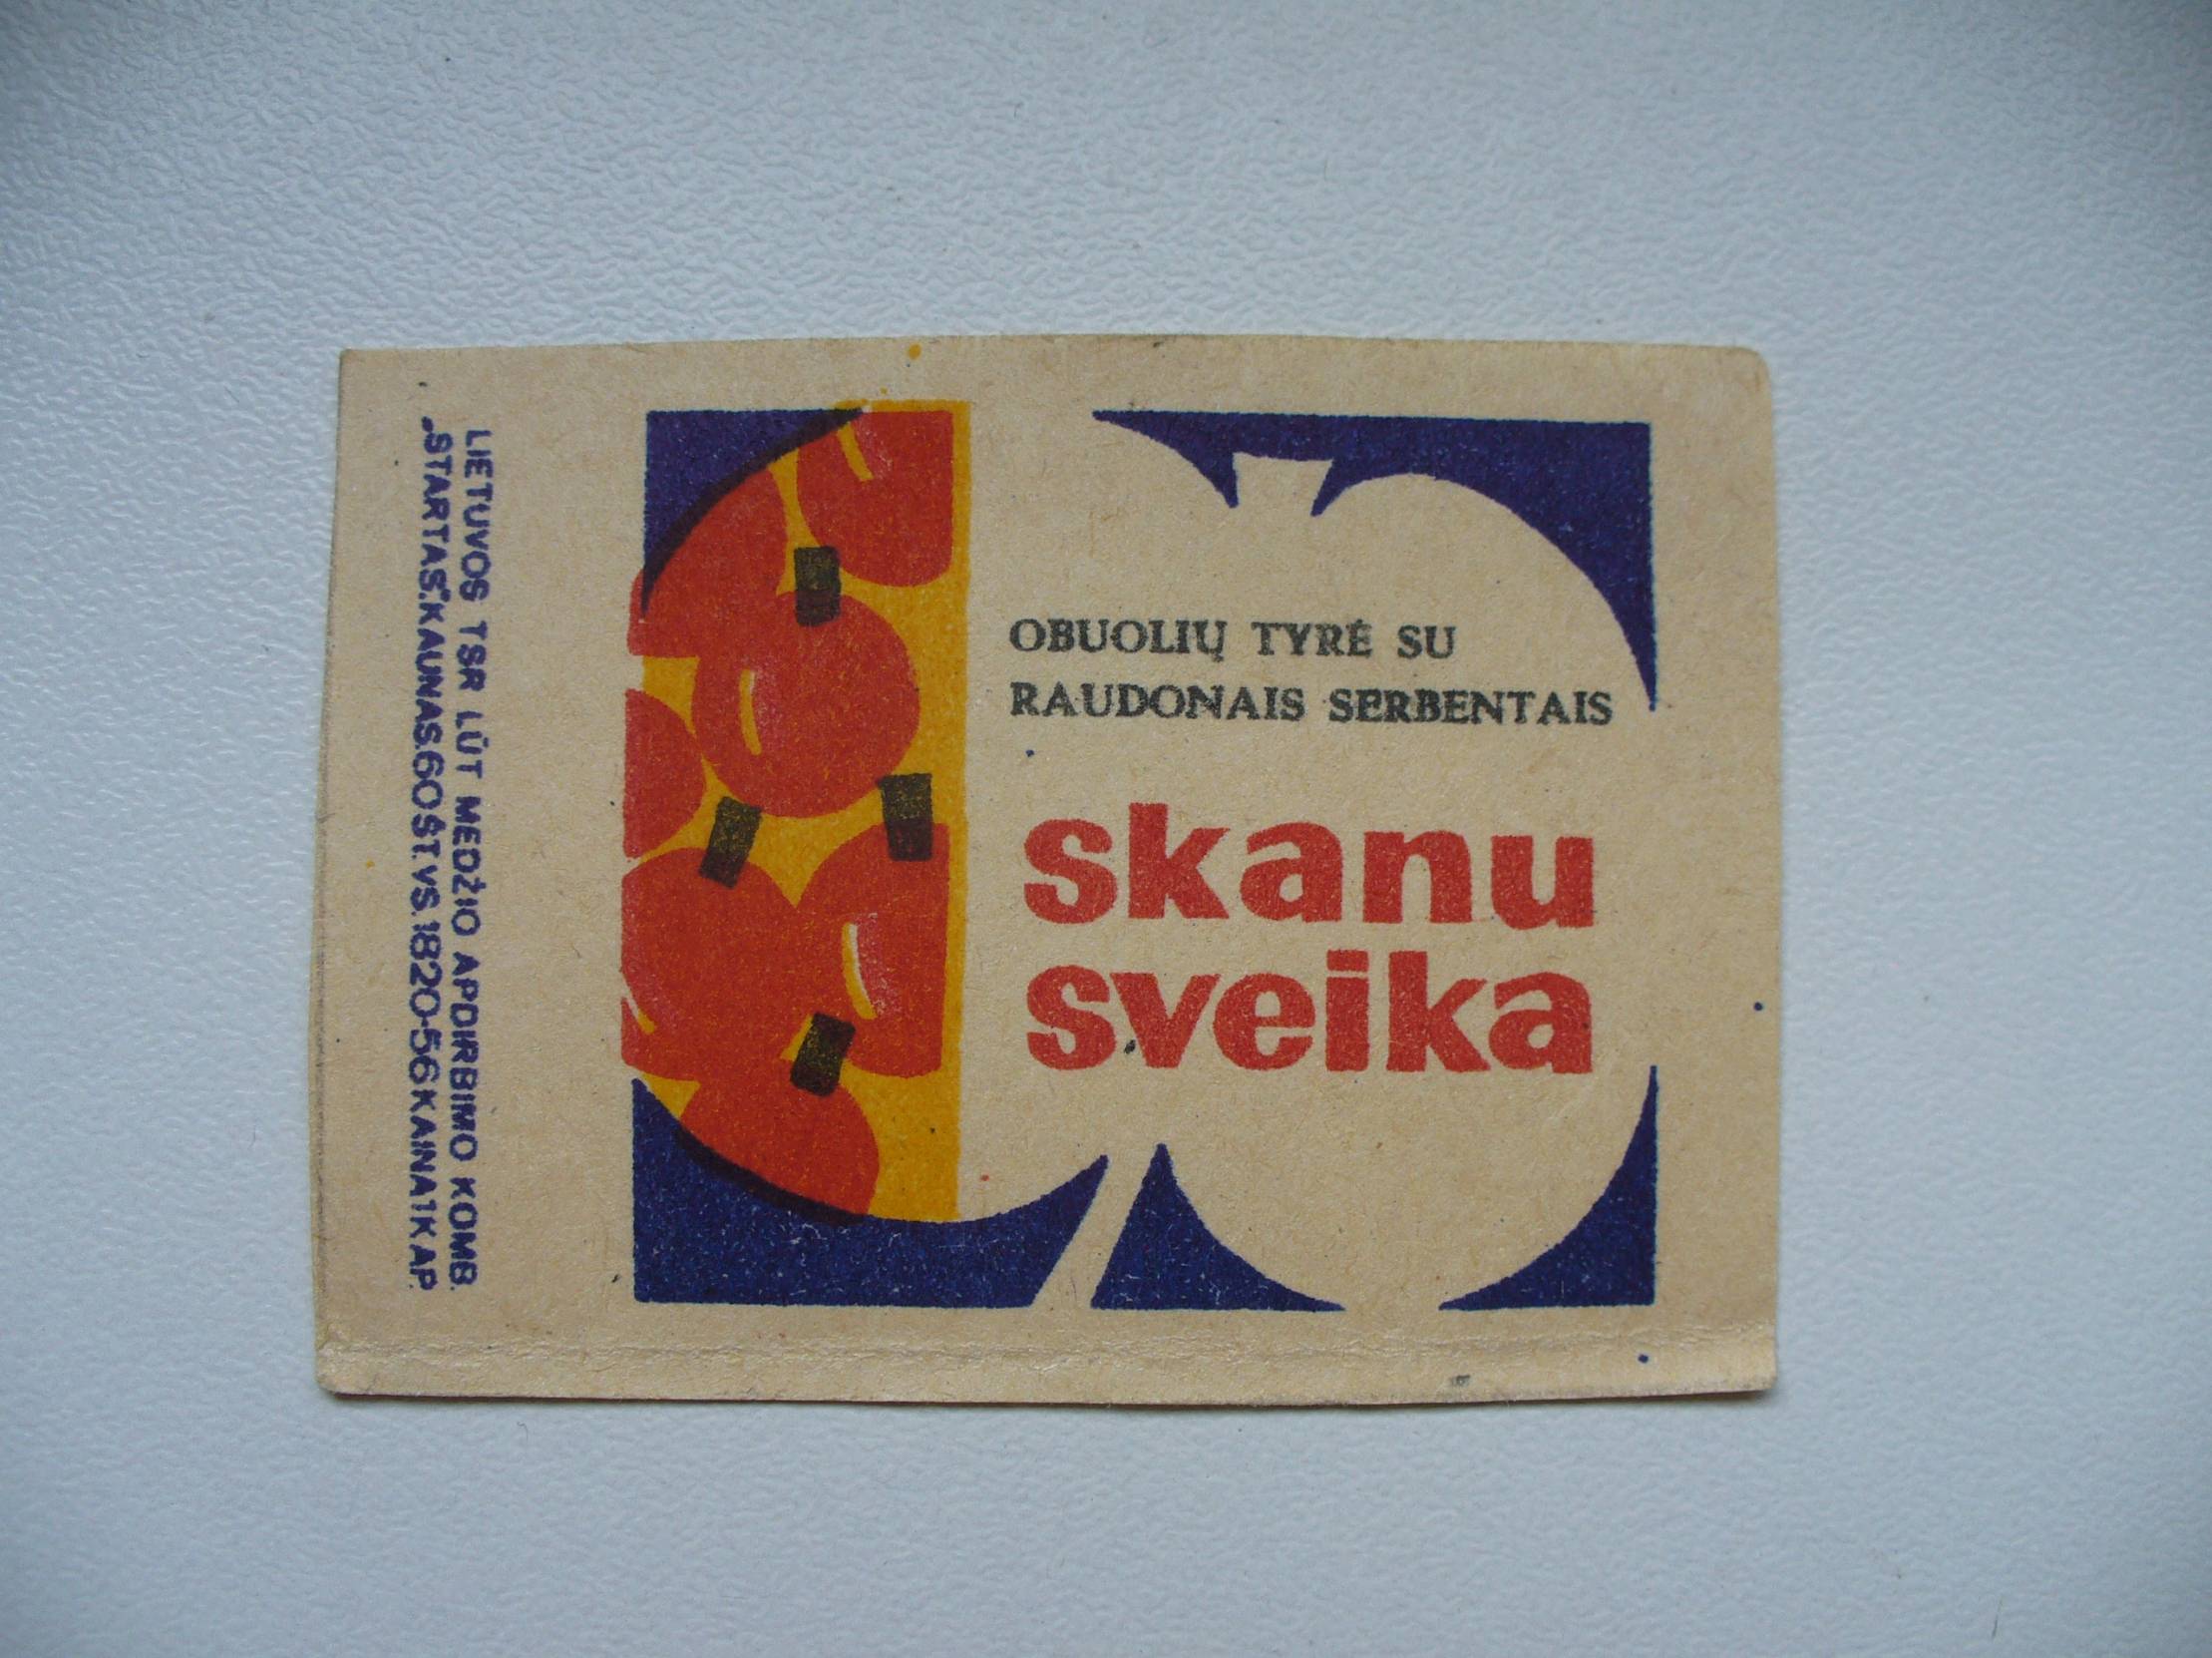 OBUOLIŲ TYRĖ SU
RAUDONAIS SERBENTAIS
skanu
sveika
LIETUVOS TSR LŪT MEDŽIO APDIRBIMO KOMB.
„STARTAS“.KAUNAS.60 ŠT.VS.1820-56 KAINA 1 KAP.